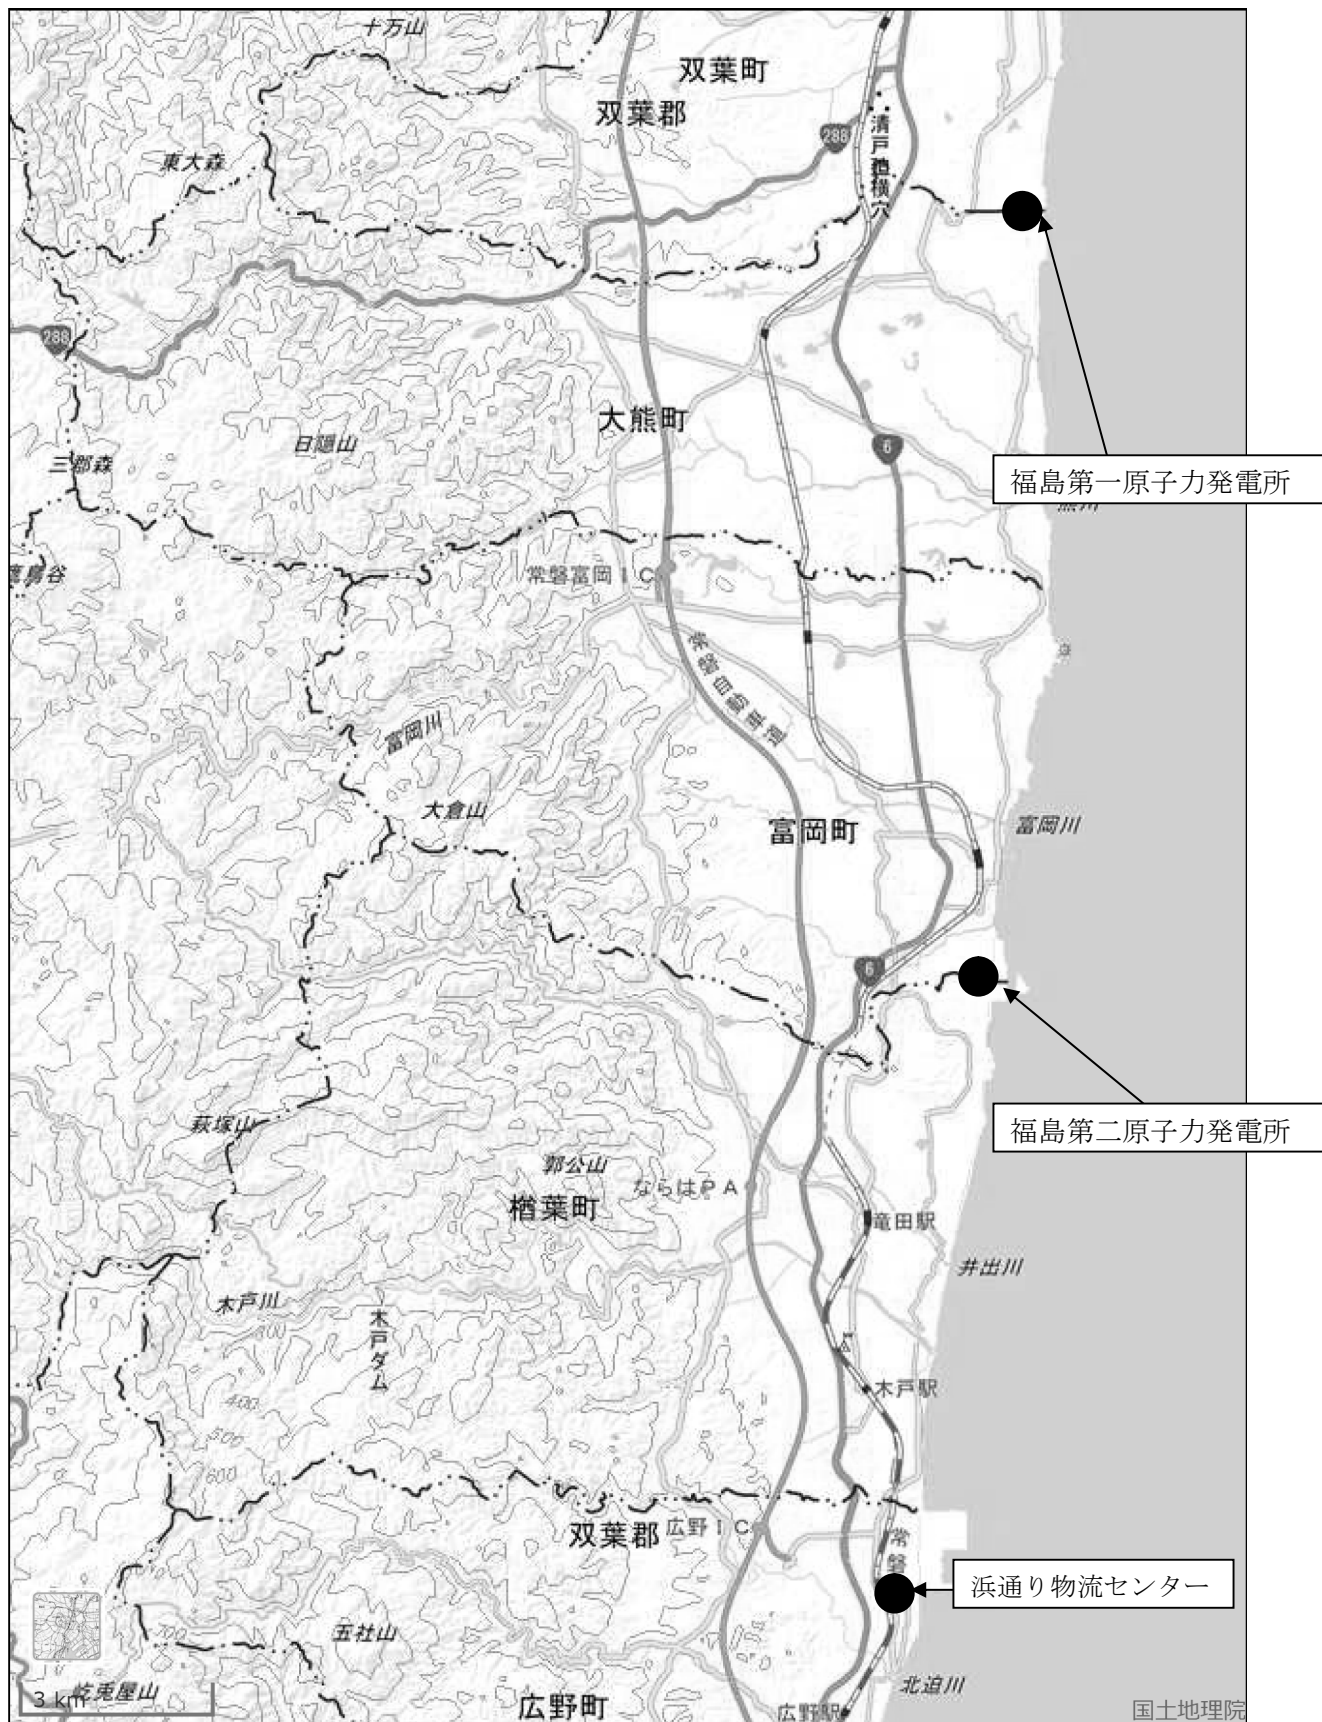 十万山
双葉町
双葉郡
288
清戸廹横穴
東大森
288
大熊町
日隠山
6
三郡森
福島第一原子力発電所
熊川
常磐富岡IC
常磐自動車道
富岡川
大倉山
富岡町
富岡川
6
萩塚山
福島第二原子力発電所
郭公山
ならはPA
楢葉町
竜田駅
井出川
木戸川
木戸ダム
木戸駅
400
500
600
双葉郡
広野IC
常磐
浜通り物流センター
五社山
700
北迫川
3 km
屹兎屋山
広野町
広野駅
国土地理院